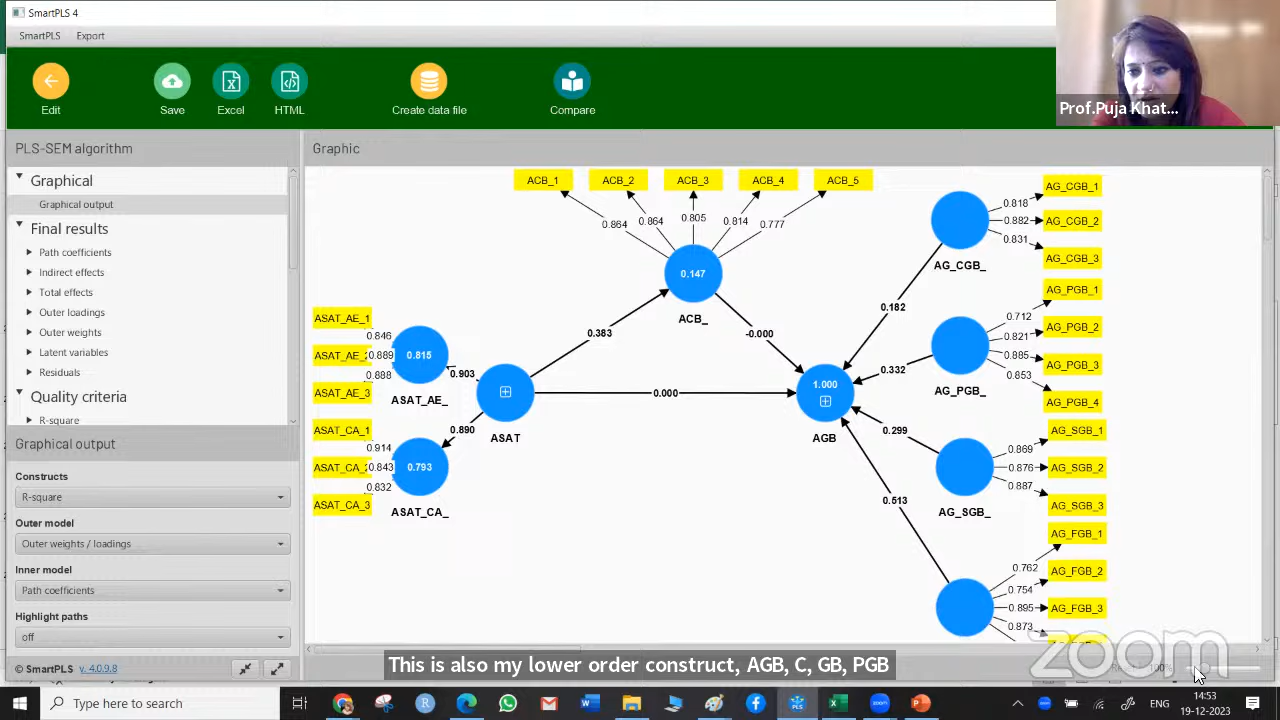 SmartPLS 4
SmartPLS Export
Edit Save Excel HTML Create data file Compare
Prof.Puja Khat...
PLS-SEM algorithm
Graphical
Graphical output
Final results
Path coefficients
Indirect effects
Total effects
Outer loadings
Outer weights
Latent variables
Residuals
Quality criteria
R-square
Graphical output
Constructs
R-square
Outer model
Outer weights / loadings
Inner model
Path coefficients
Highlight paths
off
© SmartPLS v. 4.0.9.8
Graphic
ACB_1 ACB_2 ACB_3 ACB_4 ACB_5
0.864 0.864 0.805 0.814 0.777
0.147
ACB_
0.383
-0.000
ASAT_AE_1
0.846
ASAT_AE_ 0.889
0.888
ASAT_AE_3
0.815
ASAT_AE_
0.903
ASAT
0.890
ASAT_CA_1
0.914
ASAT_CA_ 0.843
0.832
ASAT_CA_3
0.793
ASAT_CA_
0.000
1.000
AGB
AG_CGB_
0.818 AG_CGB_1
0.882 AG_CGB_2
0.831 AG_CGB_3
0.182
AG_PGB_
0.712 AG_PGB_1
0.821 AG_PGB_2
0.885 AG_PGB_3
0.853 AG_PGB_4
0.332
0.299
AG_SGB_
0.869 AG_SGB_1
0.876 AG_SGB_2
0.887 AG_SGB_3
0.513
0.762 AG_FGB_1
0.754 AG_FGB_2
0.895 AG_FGB_3
0.873
zoom
100%
This is also my lower order construct, AGB, C, GB, PGB
Type here to search
ENG
14:53
19-12-2023